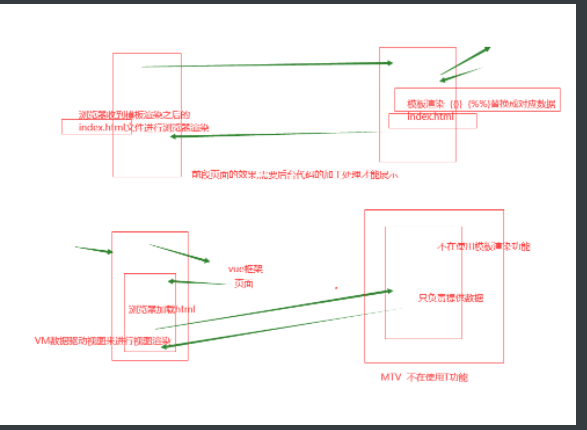 浏览器收到模板渲染之后的
index.html文件进行浏览器渲染
模板渲染 {{}} {%%}替换成对应数据
index.html
前段页面的效果,需要后台代码的加工处理才能展示
不在使用模板渲染功能
vue框架
页面
只负责提供数据
浏览器加载html
VM数据驱动视图来进行视图渲染
MTV 不在使用T功能